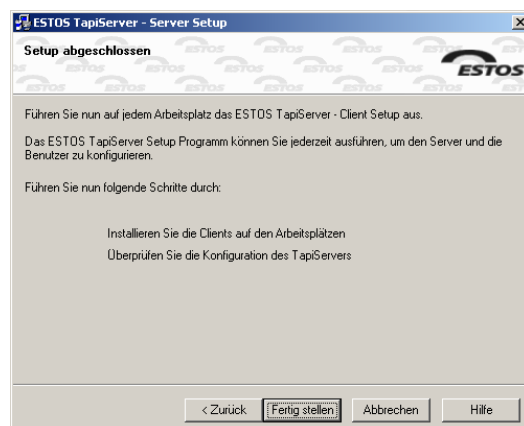 ESTOS TapiServer - Server Setup
Setup abgeschlossen
ESTOS
Führen Sie nun auf jedem Arbeitsplatz das ESTOS TapiServer - Client Setup aus.
Das ESTOS TapiServer Setup Programm können Sie jederzeit ausführen, um den Server und die
Benutzer zu konfigurieren.
Führen Sie nun folgende Schritte durch:
Installieren Sie die Clients auf den Arbeitsplätzen
Überprüfen Sie die Konfiguration des TapiServers
< Zurück Fertig stellen Abbrechen Hilfe